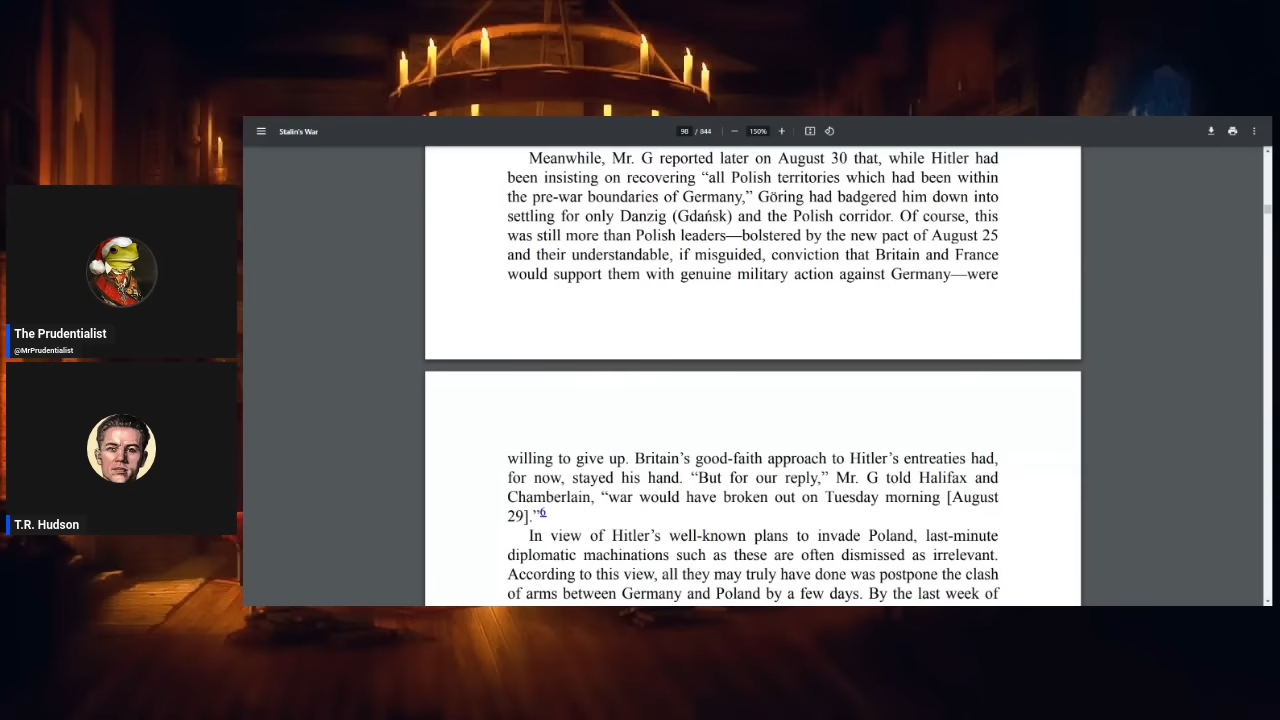 Stalin's War
98 / 844
150%
Meanwhile, Mr. G reported later on August 30 that, while Hitler had
been insisting on recovering “all Polish territories which had been within
the pre-war boundaries of Germany,” Göring had badgered him down into
settling for only Danzig (Gdańsk) and the Polish corridor. Of course, this
was still more than Polish leaders—bolstered by the new pact of August 25
and their understandable, if misguided, conviction that Britain and France
would support them with genuine military action against Germany—were
willing to give up. Britain’s good-faith approach to Hitler’s entreaties had,
for now, stayed his hand. “But for our reply,” Mr. G told Halifax and
Chamberlain, “war would have broken out on Tuesday morning [August
29].”6
In view of Hitler’s well-known plans to invade Poland, last-minute
diplomatic machinations such as these are often dismissed as irrelevant.
According to this view, all they may truly have done was postpone the clash
of arms between Germany and Poland by a few days. By the last week of
The Prudentialist
@MrPrudentialist
T.R. Hudson